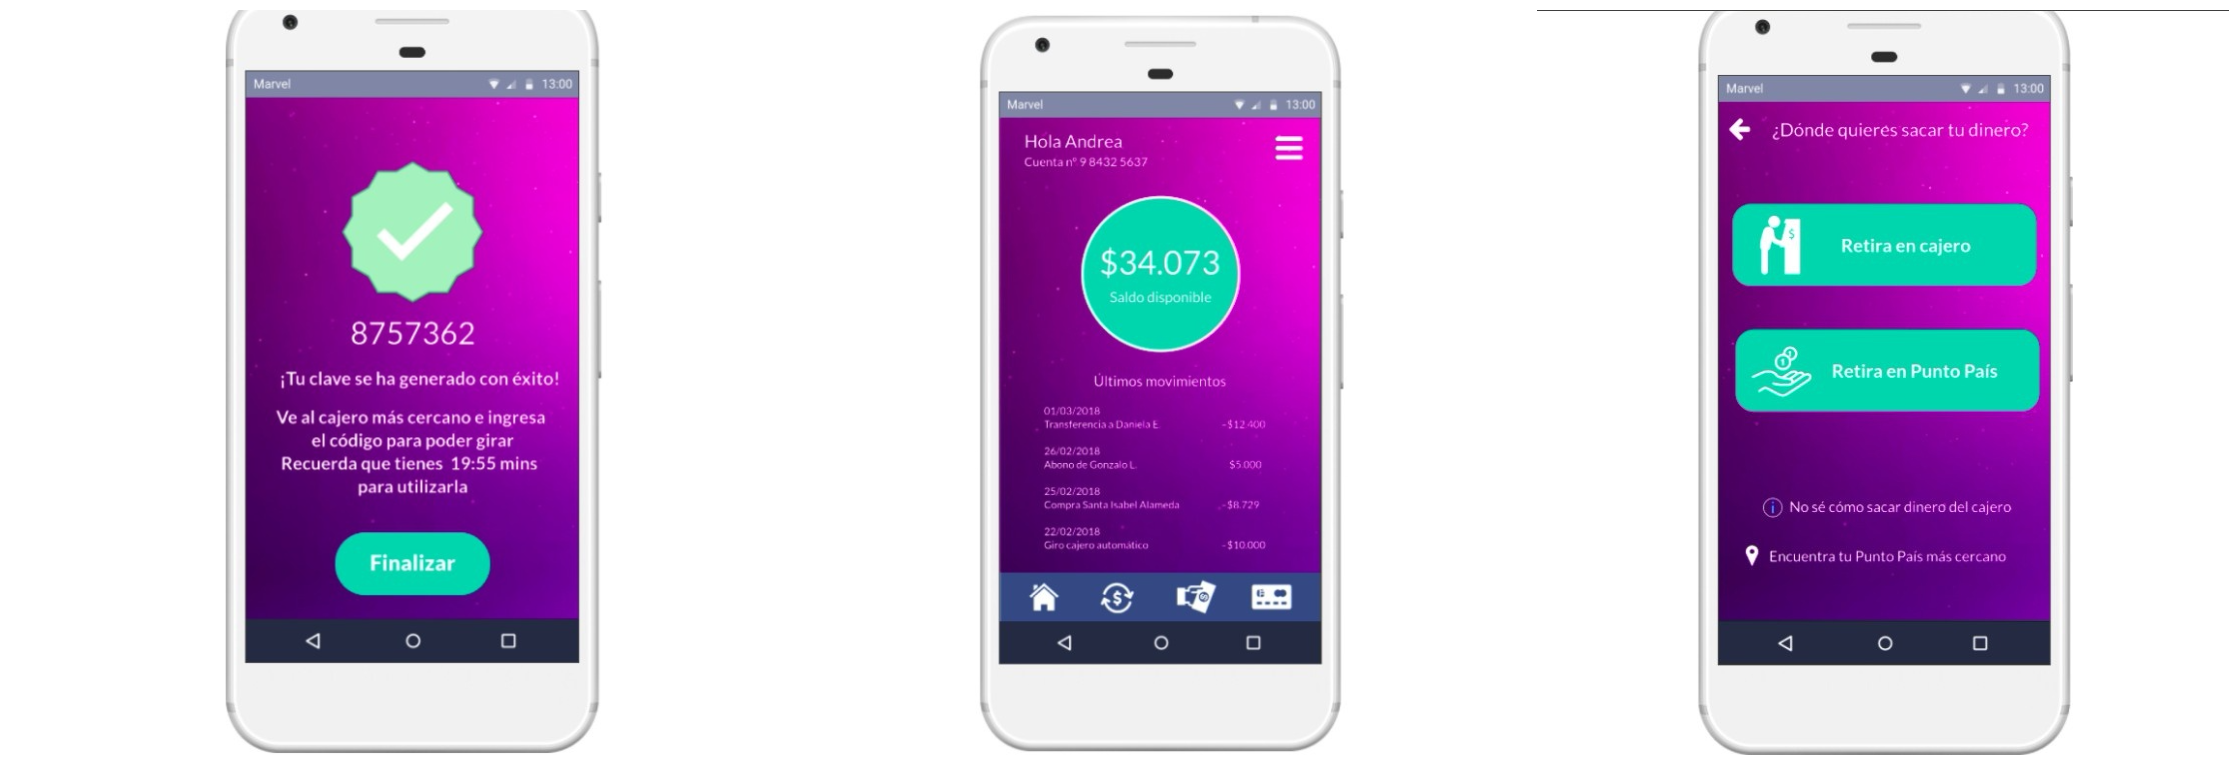 Marvel
13:00
8757362
¡Tu clave se ha generado con éxito!
Ve al cajero más cercano e ingresa
el código para poder girar
Recuerda que tienes 19:55 mins
para utilizarla
Finalizar
Marvel
13:00
Hola Andrea
Cuenta nº 9 8432 5637
$34.073
Saldo disponible
Últimos movimientos
01/03/2018
Transferencia a Daniela E. -$12.400
26/02/2018
Abono de Gonzalo L. $5.000
25/02/2018
Compra Santa Isabel Alameda -$8.729
22/02/2018
Giro cajero automático -$10.000
Marvel
13:00
¿Dónde quieres sacar tu dinero?
$
Retira en cajero
Retira en Punto País
No sé cómo sacar dinero del cajero
Encuentra tu Punto País más cercano